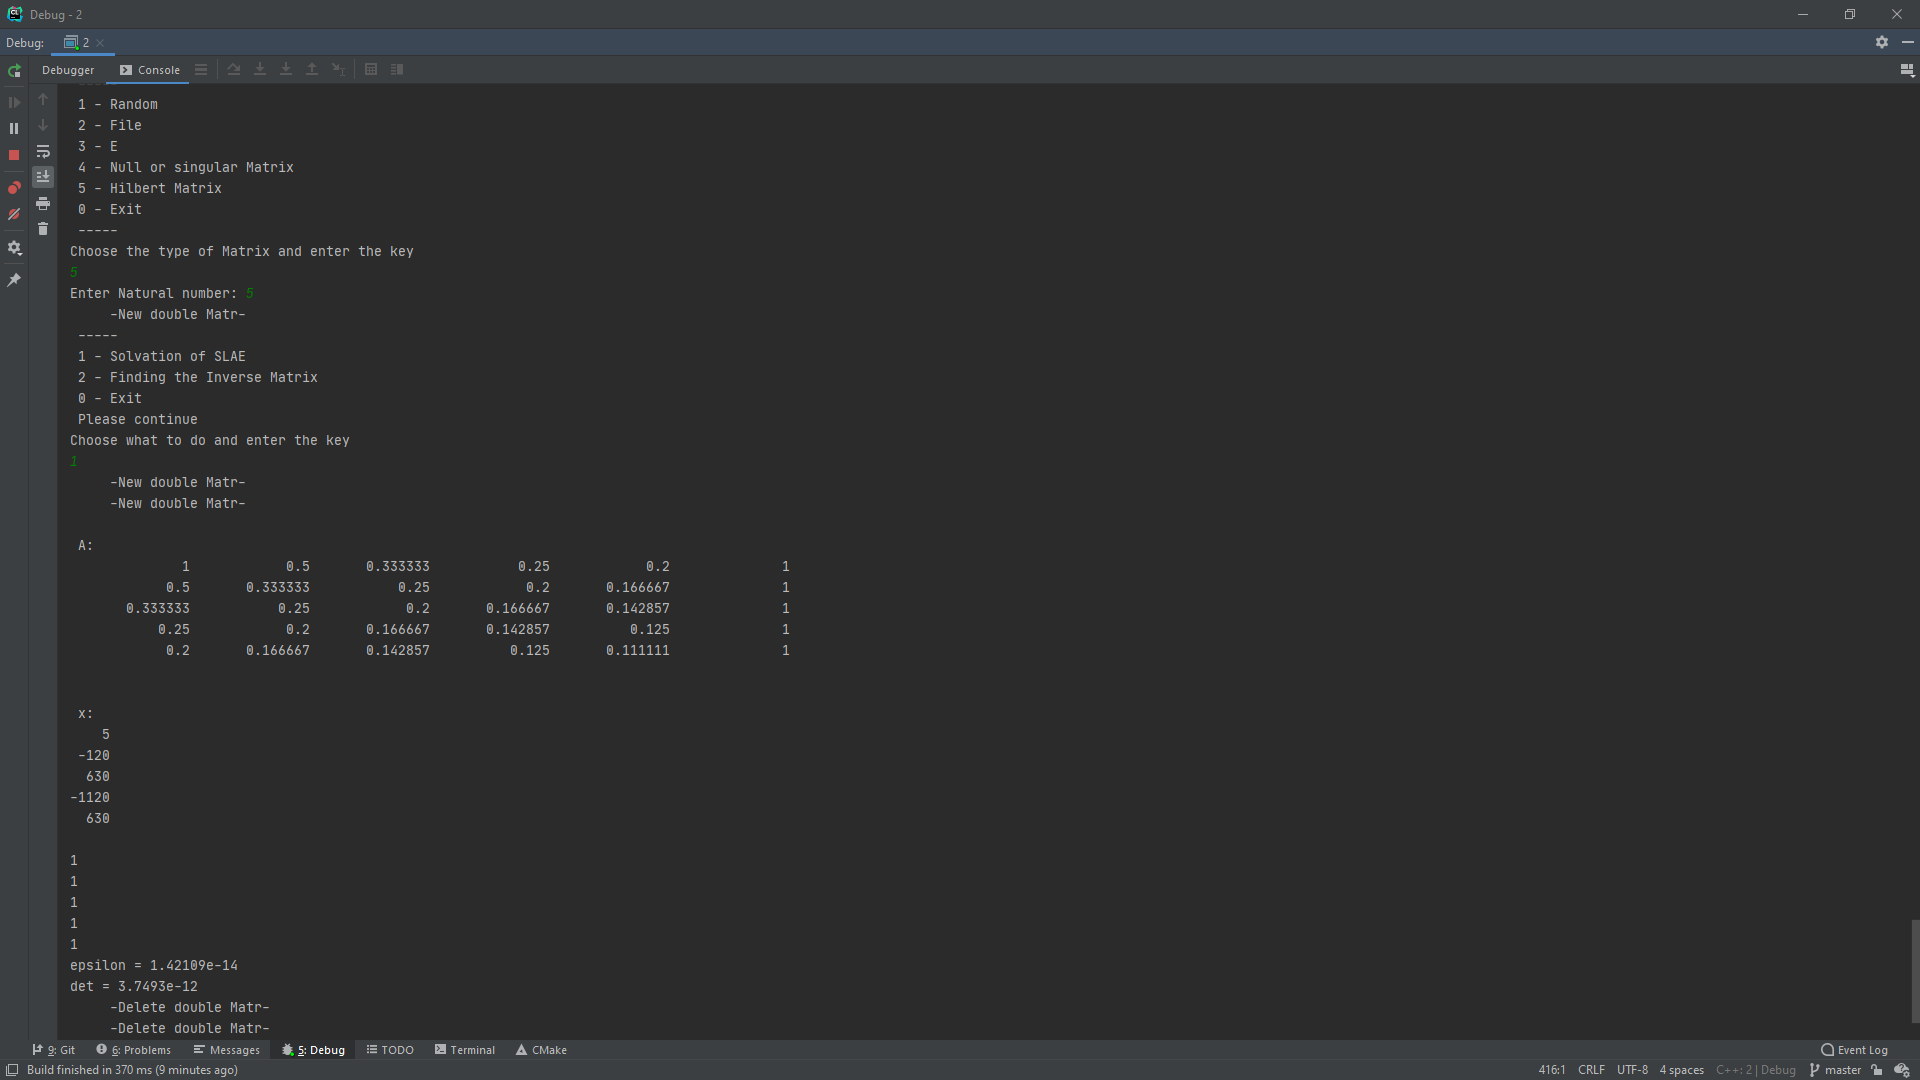 Debug - 2
Debug: 2
Debugger Console
1 - Random
2 - File
3 - E
4 - Null or singular Matrix
5 - Hilbert Matrix
0 - Exit
-----
Choose the type of Matrix and enter the key
5
Enter Natural number: 5
-New double Matr-
-----
1 - Solvation of SLAE
2 - Finding the Inverse Matrix
0 - Exit
Please continue
Choose what to do and enter the key
1
-New double Matr-
-New double Matr-
A:
1 0.5 0.333333 0.25 0.2 1
0.5 0.333333 0.25 0.2 0.166667 1
0.333333 0.25 0.2 0.166667 0.142857 1
0.25 0.2 0.166667 0.142857 0.125 1
0.2 0.166667 0.142857 0.125 0.111111 1
x:
5
-120
630
-1120
630
1
1
1
1
1
epsilon = 1.42109e-14
det = 3.7493e-12
-Delete double Matr-
-Delete double Matr-
9: Git 6: Problems Messages 5: Debug TODO Terminal CMake Event Log
Build finished in 370 ms (9 minutes ago) 416:1 CRLF UTF-8 4 spaces C++: 2 | Debug master